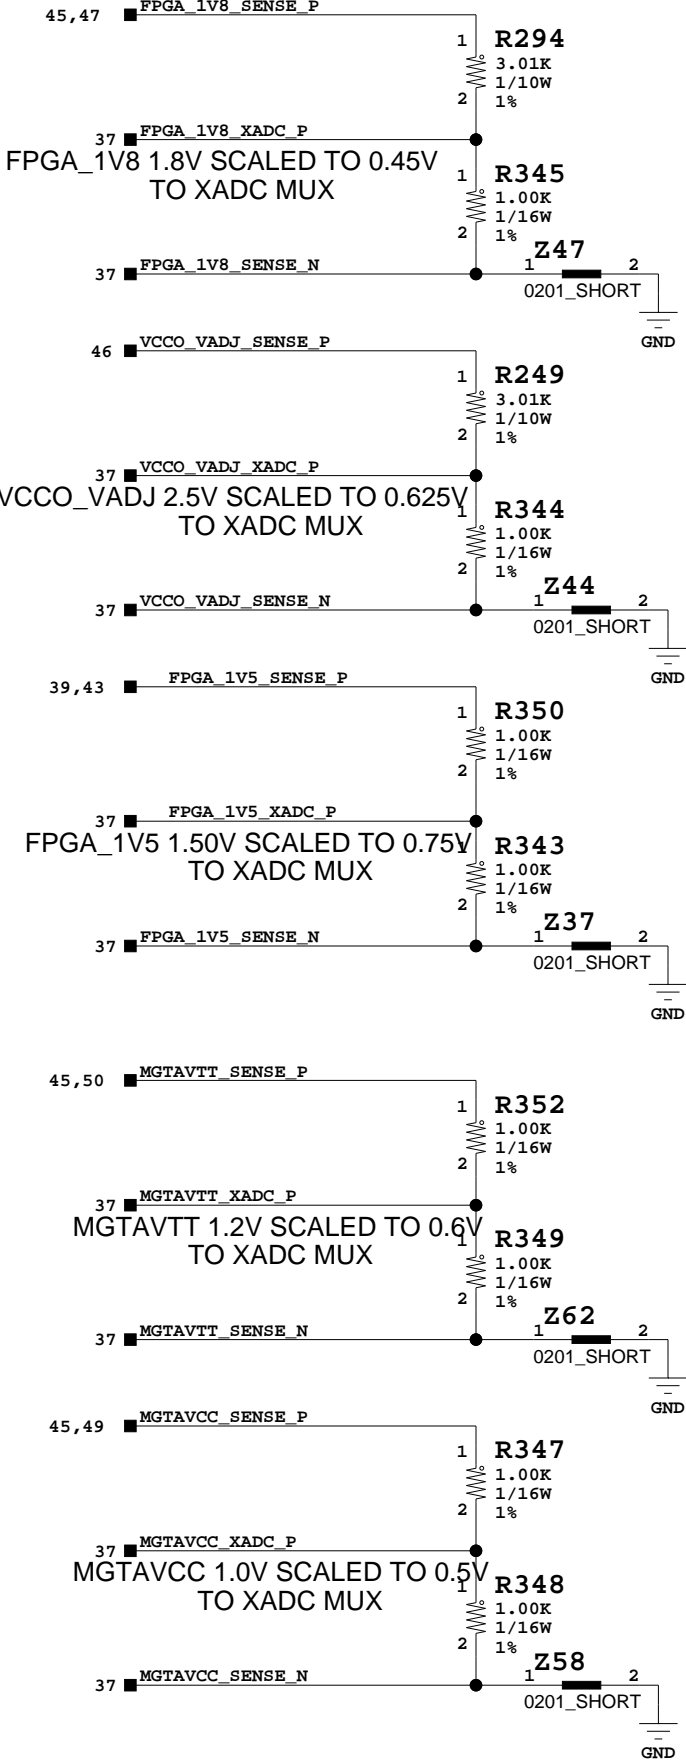 45,47 FPGA_1V8_SENSE_P
1 R294
3.01K
1/10W
2 1%
37 FPGA_1V8_XADC_P
FPGA_1V8 1.8V SCALED TO 0.45V
TO XADC MUX
1 R345
1.00K
1/16W
2 1%
Z47
37 FPGA_1V8_SENSE_N 1 2
0201_SHORT
GND
46 VCCO_VADJ_SENSE_P
1 R249
3.01K
1/10W
2 1%
37 VCCO_VADJ_XADC_P
VCCO_VADJ 2.5V SCALED TO 0.625V
TO XADC MUX
1 R344
1.00K
1/16W
2 1%
Z44
37 VCCO_VADJ_SENSE_N 1 2
0201_SHORT
GND
39,43 FPGA_1V5_SENSE_P
1 R350
1.00K
1/16W
2 1%
37 FPGA_1V5_XADC_P
FPGA_1V5 1.50V SCALED TO 0.75V
TO XADC MUX
1 R343
1.00K
1/16W
2 1%
Z37
37 FPGA_1V5_SENSE_N 1 2
0201_SHORT
GND
45,50 MGTAVTT_SENSE_P
1 R352
1.00K
1/16W
2 1%
37 MGTAVTT_XADC_P
MGTAVTT 1.2V SCALED TO 0.6V
TO XADC MUX
1 R349
1.00K
1/16W
2 1%
Z62
37 MGTAVTT_SENSE_N 1 2
0201_SHORT
GND
45,49 MGTAVCC_SENSE_P
1 R347
1.00K
1/16W
2 1%
37 MGTAVCC_XADC_P
MGTAVCC 1.0V SCALED TO 0.5V
TO XADC MUX
1 R348
1.00K
1/16W
2 1%
Z58
37 MGTAVCC_SENSE_N 1 2
0201_SHORT
GND